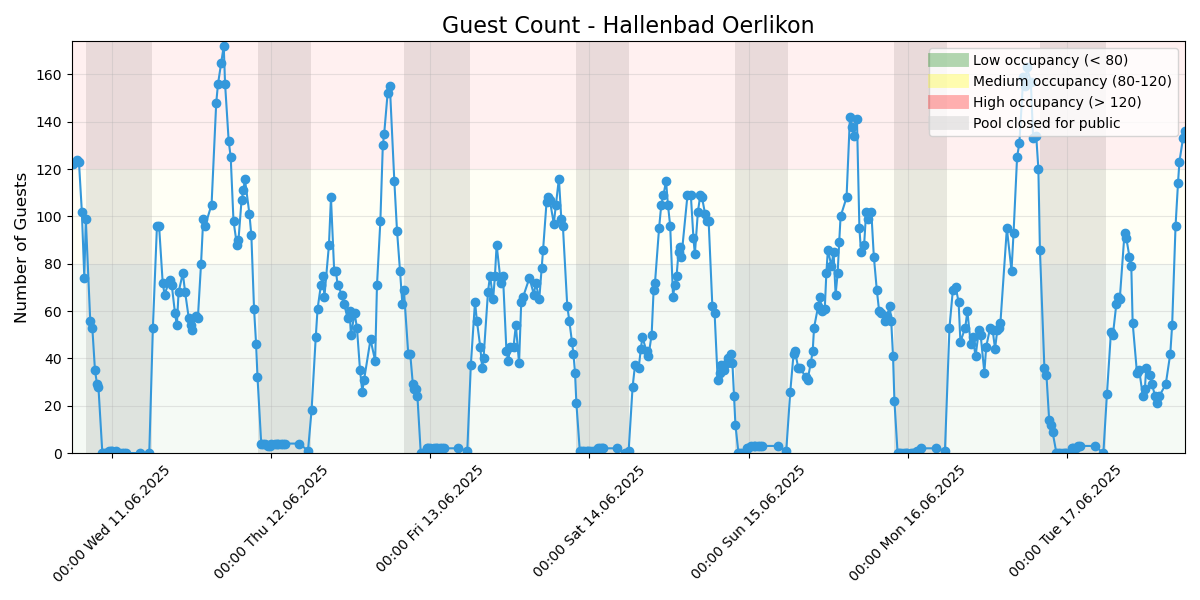 Guest Count - Hallenbad Oerlikon
Number of Guests
160
140
120
100
80
60
40
20
0
Low occupancy (< 80)
Medium occupancy (80-120)
High occupancy (> 120)
Pool closed for public
00:00 Wed 11.06.2025
00:00 Thu 12.06.2025
00:00 Fri 13.06.2025
00:00 Sat 14.06.2025
00:00 Sun 15.06.2025
00:00 Mon 16.06.2025
00:00 Tue 17.06.2025